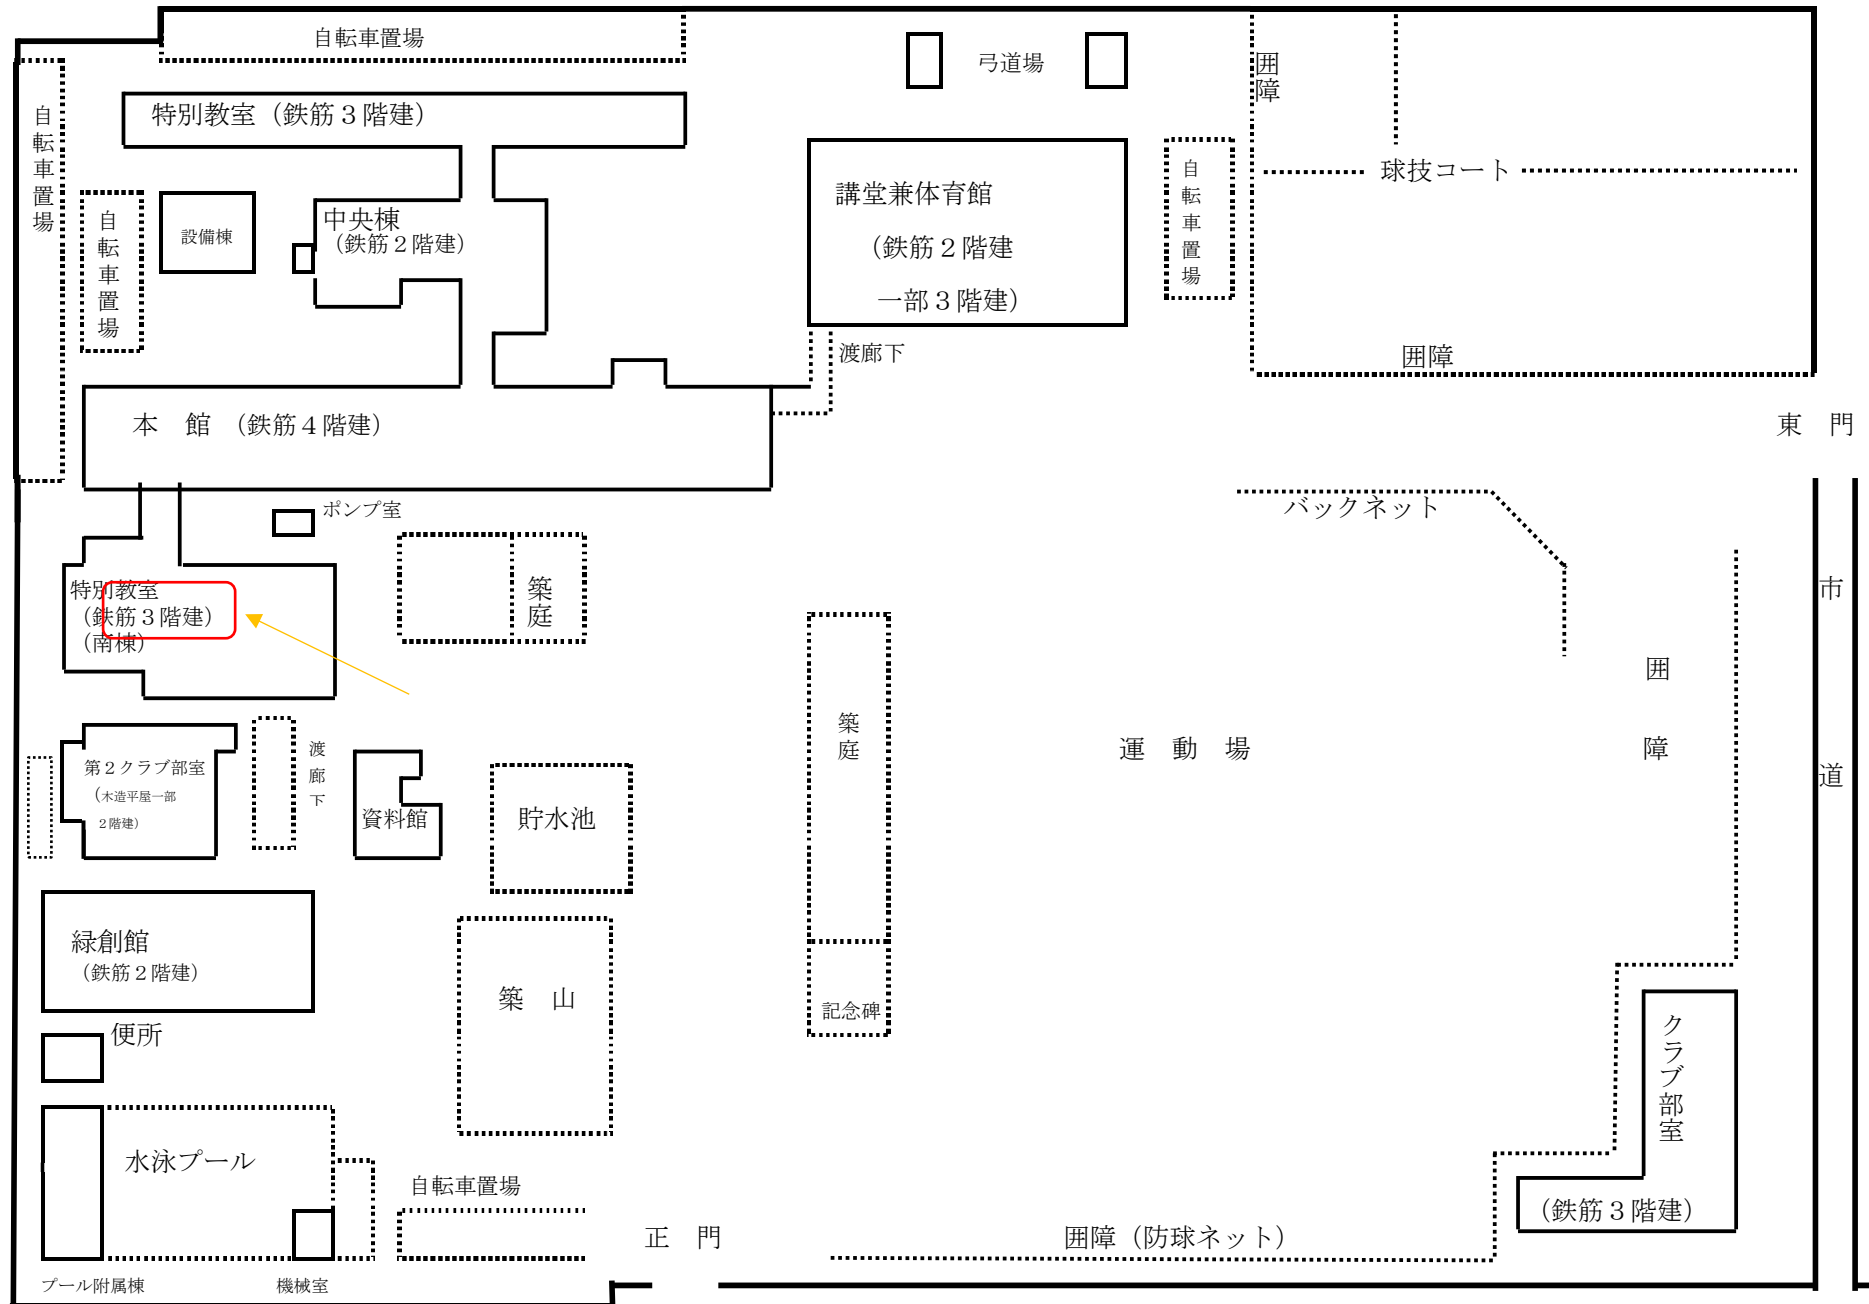 自転車置場
弓道場
囲障
自転車置場
特別教室（鉄筋３階建）
講堂兼体育館
（鉄筋２階建
一部３階建）
自転車置場
球技コート
自転車置場
設備棟
中央棟
（鉄筋２階建）
渡廊下
囲障
本　館　（鉄筋４階建）
東　門
ポンプ室
バックネット
特別教室
（鉄筋３階建）
（南棟）
築庭
市　道
囲　障
築庭
運　動　場
渡廊下
第２クラブ部室
（木造平屋一部
２階建）
資料館
貯水池
緑創館
（鉄筋２階建）
築　山
記念碑
便所
クラブ部室
（鉄筋３階建）
水泳プール
自転車置場
正　門
囲障（防球ネット）
プール附属棟
機械室